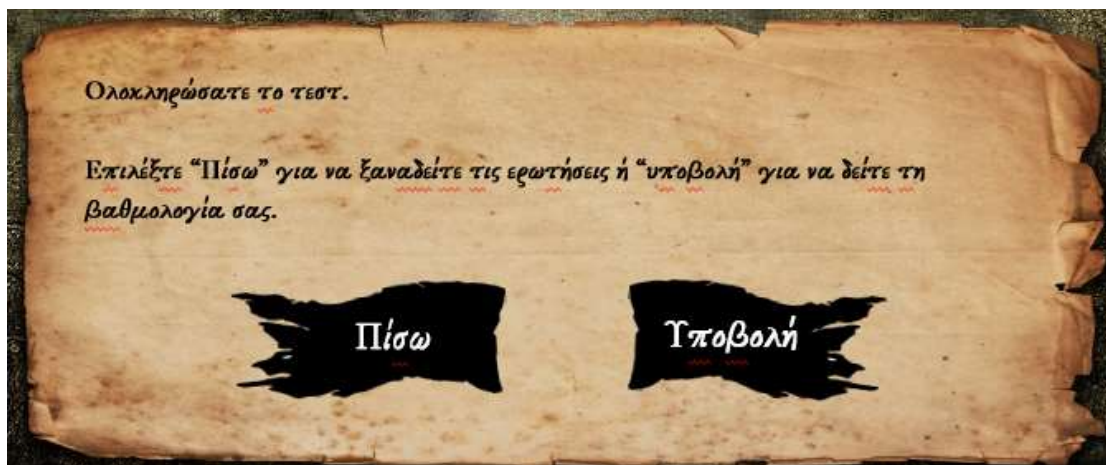 Ολοκληρώσατε το τεστ.
Επιλέξτε “Πίσω” για να ξαναδείτε τις ερωτήσεις ή “υποβολή” για να δείτε τη
βαθμολογία σας.
Πίσω
Υποβολή